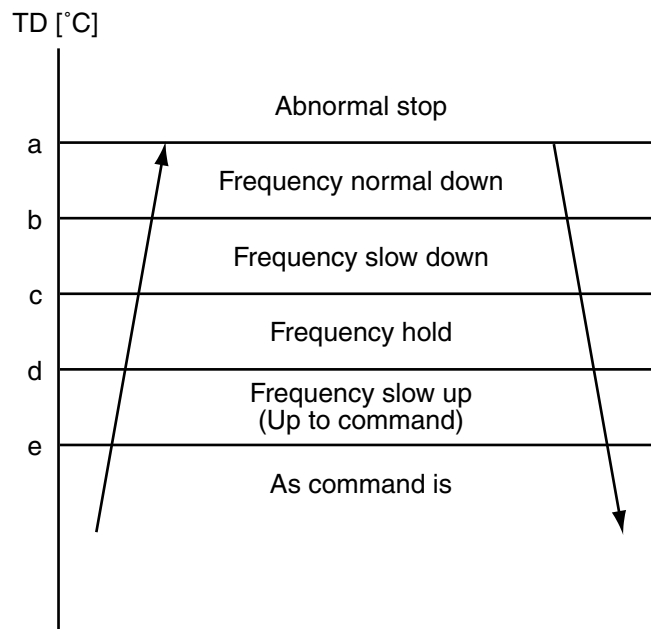 TD [˚C]
Abnormal stop
a
Frequency normal down
b
Frequency slow down
c
Frequency hold
d
Frequency slow up
(Up to command)
e
As command is